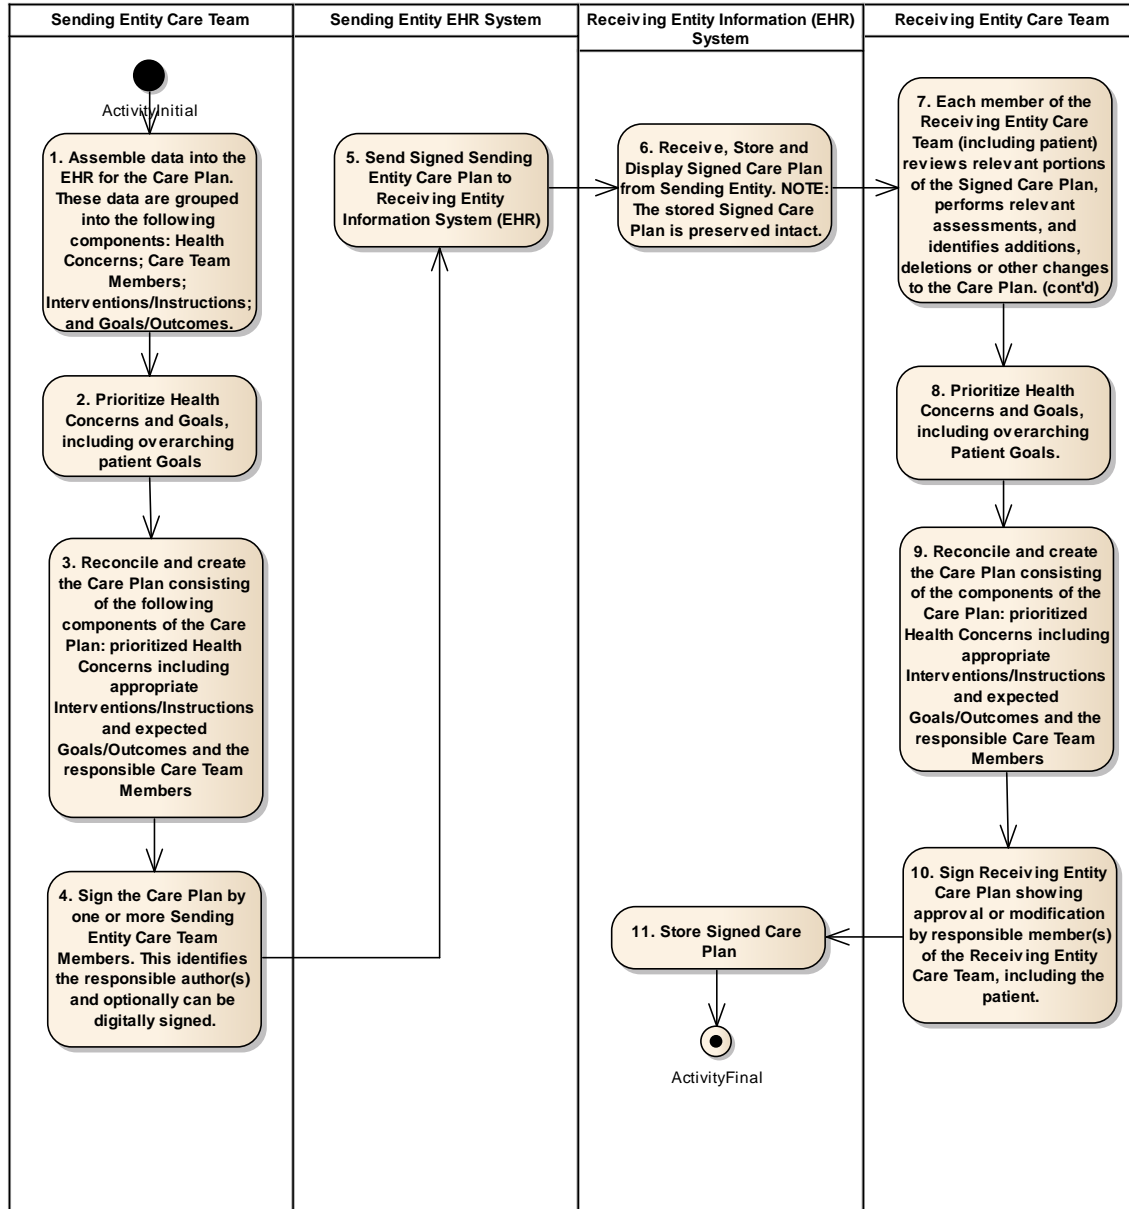 Sending Entity Care Team
Sending Entity EHR System
Receiving Entity Information (EHR)
System
Receiving Entity Care Team
ActivityInitial
1. Assemble data into the
EHR for the Care Plan.
These data are grouped
into the following
components: Health
Concerns; Care Team
Members;
Interventions/Instructions;
and Goals/Outcomes.
2. Prioritize Health
Concerns and Goals,
including overarching
patient Goals
3. Reconcile and create
the Care Plan consisting
of the following
components of the Care
Plan: prioritized Health
Concerns including
appropriate
Interventions/Instructions
and expected
Goals/Outcomes and the
responsible Care Team
Members
4. Sign the Care Plan by
one or more Sending
Entity Care Team
Members. This identifies
the responsible author(s)
and optionally can be
digitally signed.
5. Send Signed Sending
Entity Care Plan to
Receiving Entity
Information System (EHR)
6. Receive, Store and
Display Signed Care Plan
from Sending Entity. NOTE:
The stored Signed Care
Plan is preserved intact.
7. Each member of the
Receiving Entity Care
Team (including patient)
reviews relevant portions
of the Signed Care Plan,
performs relevant
assessments, and
identifies additions,
deletions or other changes
to the Care Plan. (cont'd)
8. Prioritize Health
Concerns and Goals,
including overarching
Patient Goals.
9. Reconcile and create
the Care Plan consisting
of the components of the
Care Plan: prioritized
Health Concerns including
appropriate
Interventions/Instructions
and expected
Goals/Outcomes and the
responsible Care Team
Members
10. Sign Receiving Entity
Care Plan showing
approval or modification
by responsible member(s)
of the Receiving Entity
Care Team, including the
patient.
11. Store Signed Care
Plan
ActivityFinal